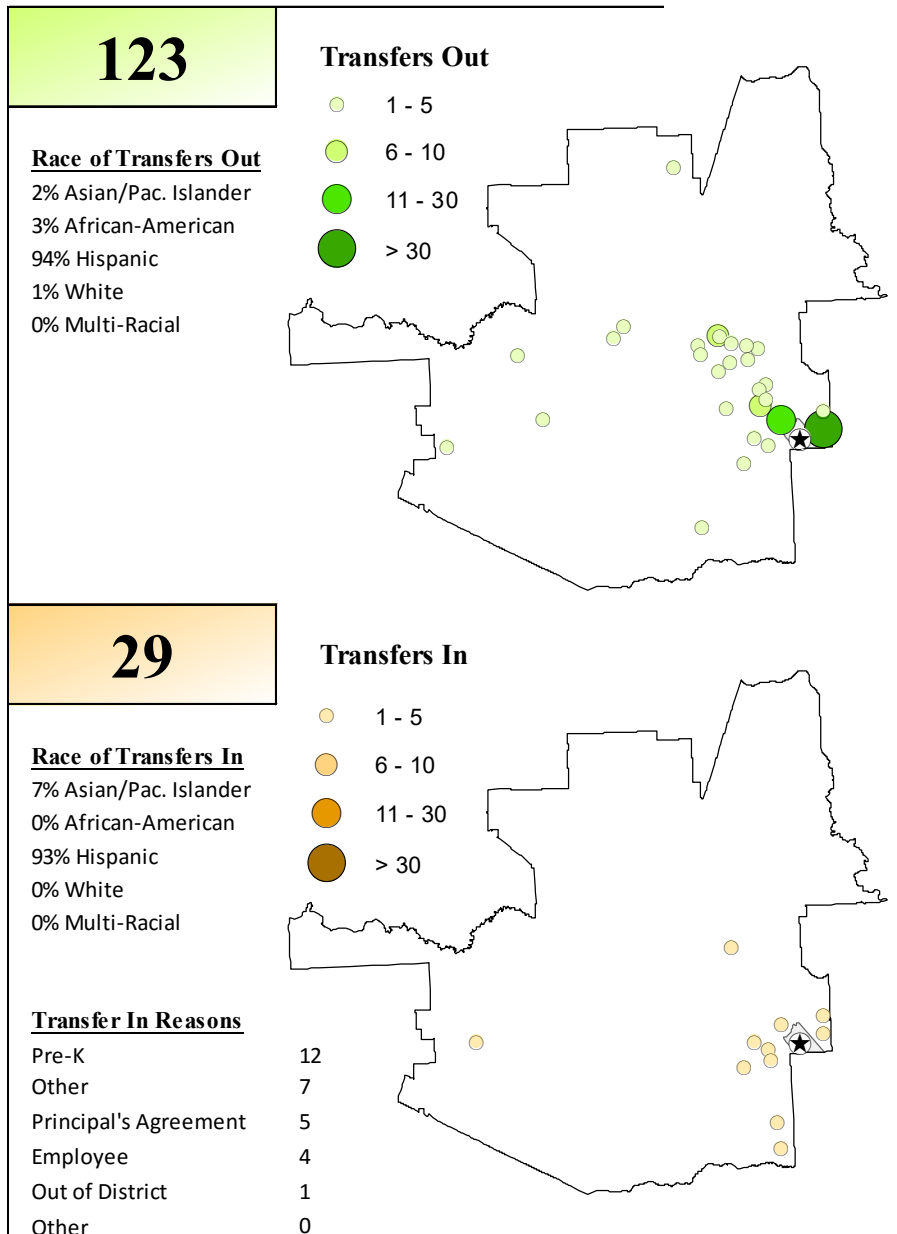 123
Transfers Out
1 - 5
6 - 10
11 - 30
> 30
Race of Transfers Out
2% Asian/Pac. Islander
3% African-American
94% Hispanic
1% White
0% Multi-Racial
29
Transfers In
1 - 5
6 - 10
11 - 30
> 30
Race of Transfers In
7% Asian/Pac. Islander
0% African-American
93% Hispanic
0% White
0% Multi-Racial
Transfer In Reasons
Pre-K 12
Other 7
Principal's Agreement 5
Employee 4
Out of District 1
Other 0